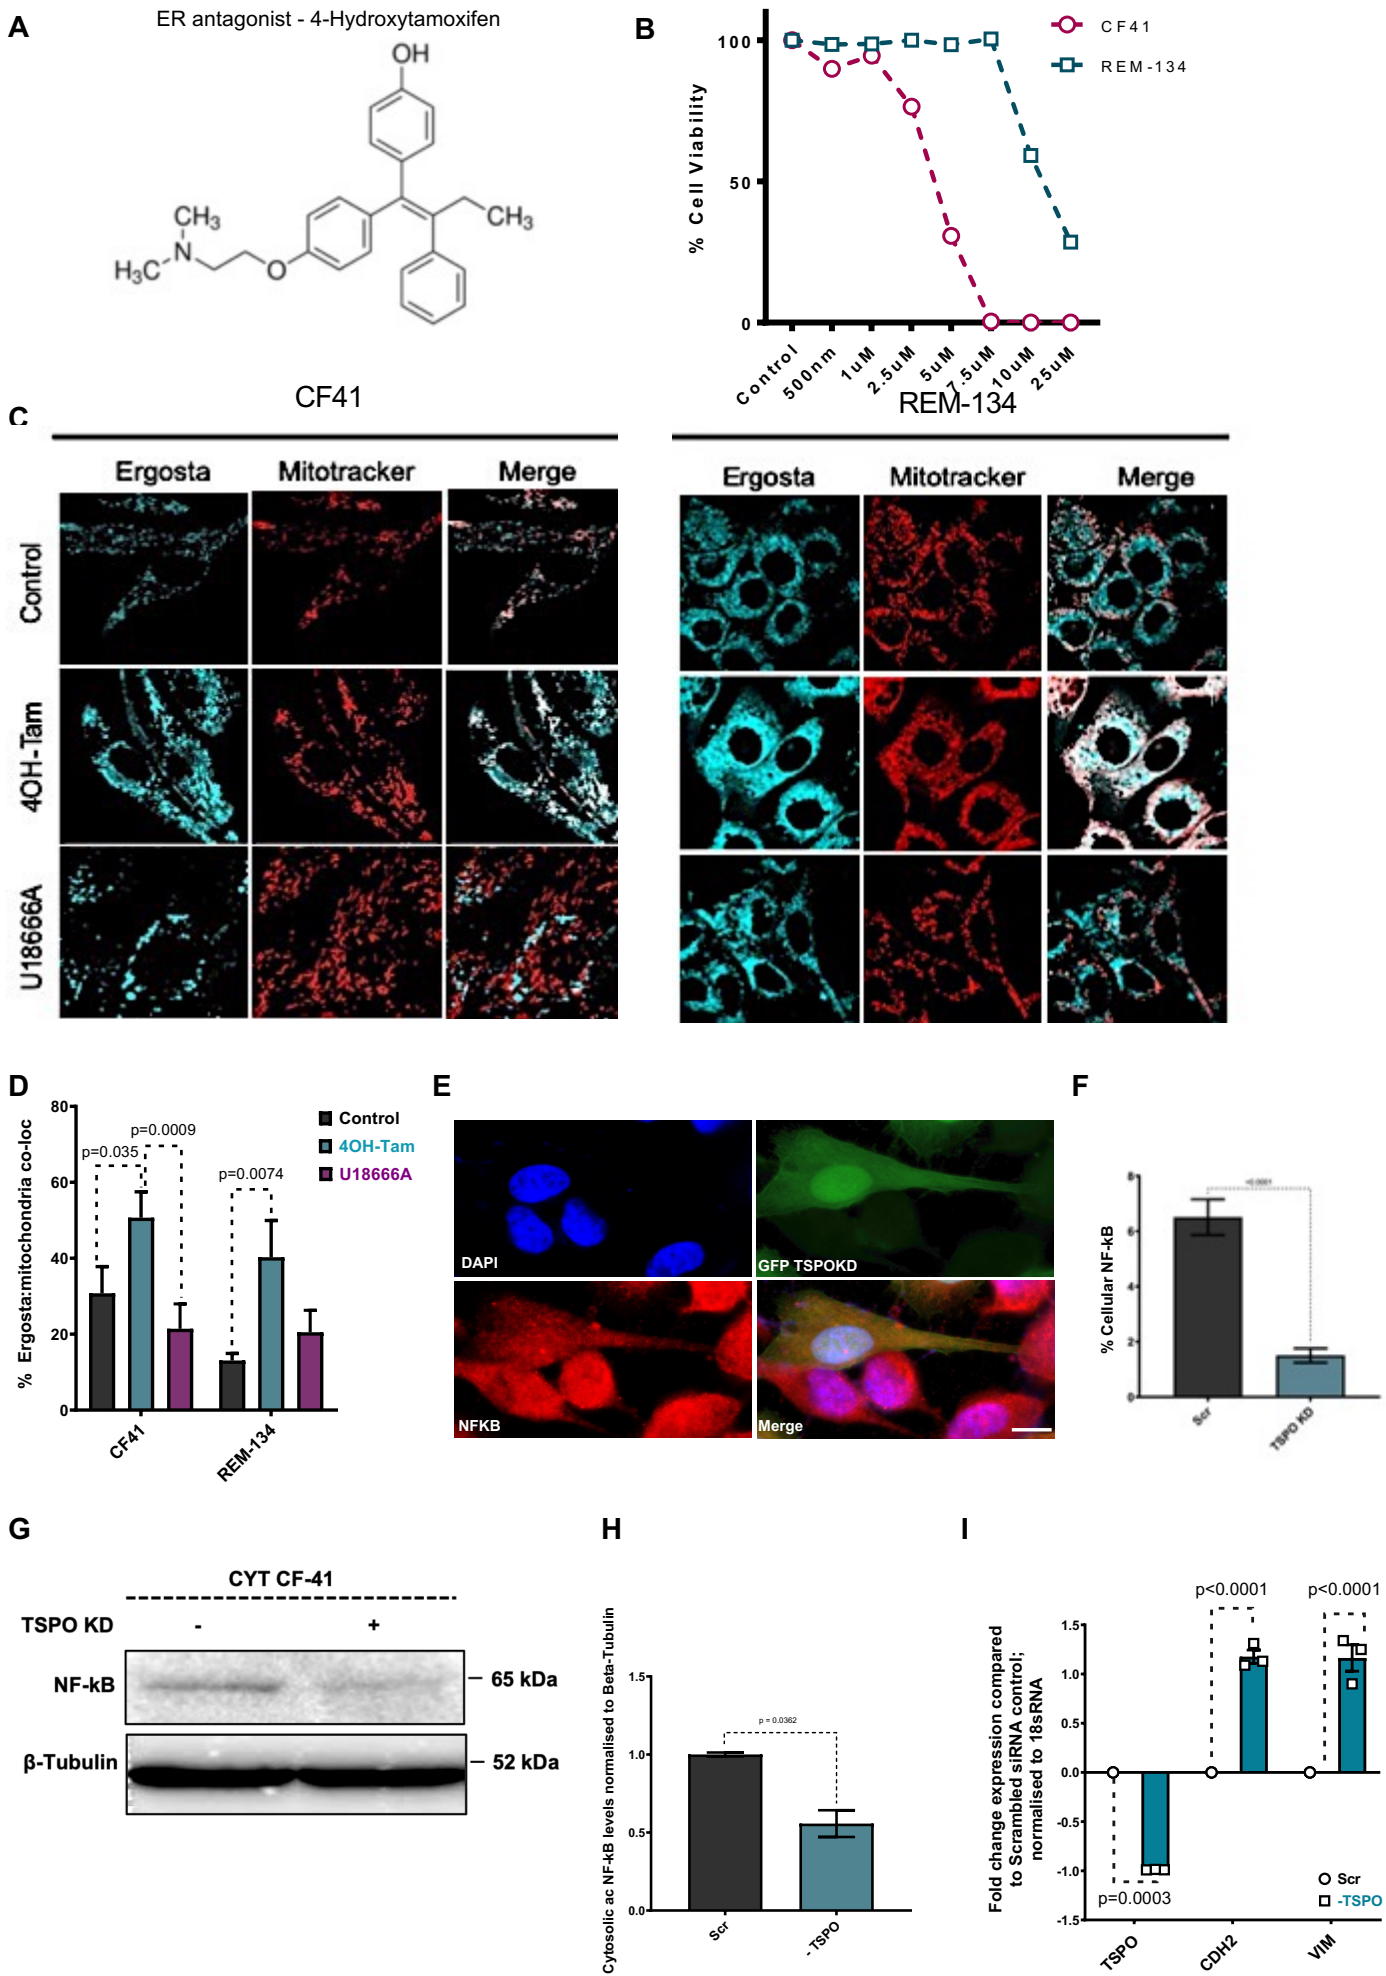 A
ER antagonist - 4-Hydroxytamoxifen
OH
CH₃
CH₃
N
H₃C
O
B
CF41
REM-134
% Cell Viability
100
50
0
Control
500nm
1uM
2.5uM
5uM
7.5uM
10uM
25uM
C
CF41
REM-134
Ergosta
Mitotracker
Merge
Ergosta
Mitotracker
Merge
Control
4OH-Tam
U18666A
D
% Ergosta:mitochondria co-loc
80
60
40
20
0
p=0.035
p=0.0009
p=0.0074
Control
4OH-Tam
U18666A
CF41
REM-134
E
DAPI
GFP TSPOKD
NFKB
Merge
F
% Cellular NF-kB
8
6
4
2
0
<0.0001
Scr
TSPO KD
G
CYT CF-41
TSPO KD
-
+
NF-kB
65 kDa
β-Tubulin
52 kDa
H
Cytosolic ac NF-kB levels normalised to Beta-Tubulin
1.5
1.0
0.5
0.0
p = 0.0362
Scr
- TSPO
I
Fold change expression compared
to Scrambled siRNA control;
normalised to 18sRNA
1.5
1.0
0.5
0.0
-0.5
-1.0
-1.5
p<0.0001
p<0.0001
p=0.0003
Scr
-TSPO
TSPO
CDH2
VIM